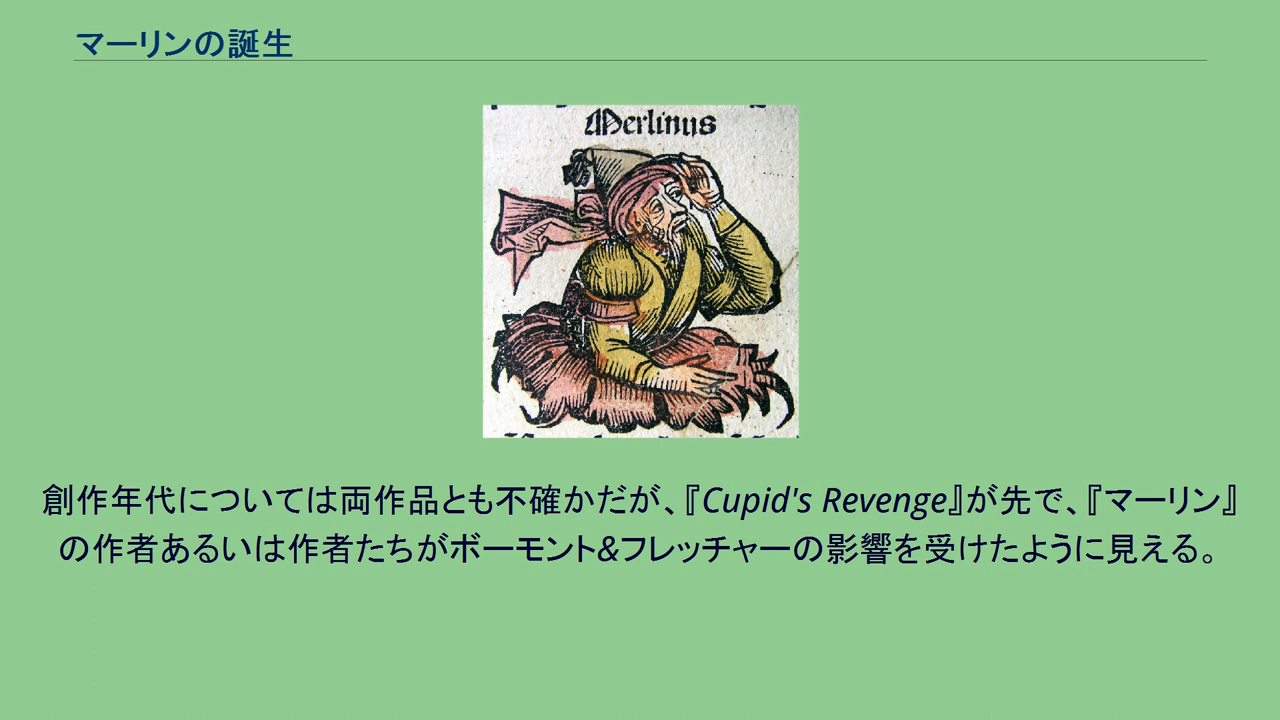 マーリンの誕生
Merlinus
創作年代については両作品とも不確かだが、『Cupid's Revenge』が先で、『マーリン』
の作者あるいは作者たちがボーモント&フレッチャーの影響を受けたように見える。